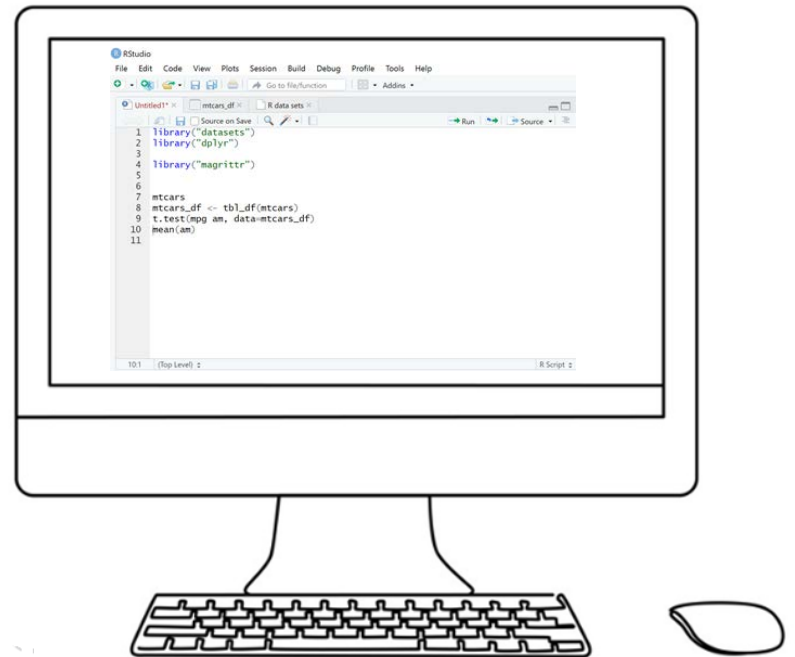 RStudio
File Edit Code View Plots Session Build Debug Profile Tools Help
Go to file/function Addins
Untitled1* mtcars_df R data sets
Source on Save Run Source
1 library("datasets")
2 library("dplyr")
3
4 library("magrittr")
5
6
7 mtcars
8 mtcars_df <- tbl_df(mtcars)
9 t.test(mpg am, data=mtcars_df)
10 mean(am)
11
10:1 (Top Level) R Script